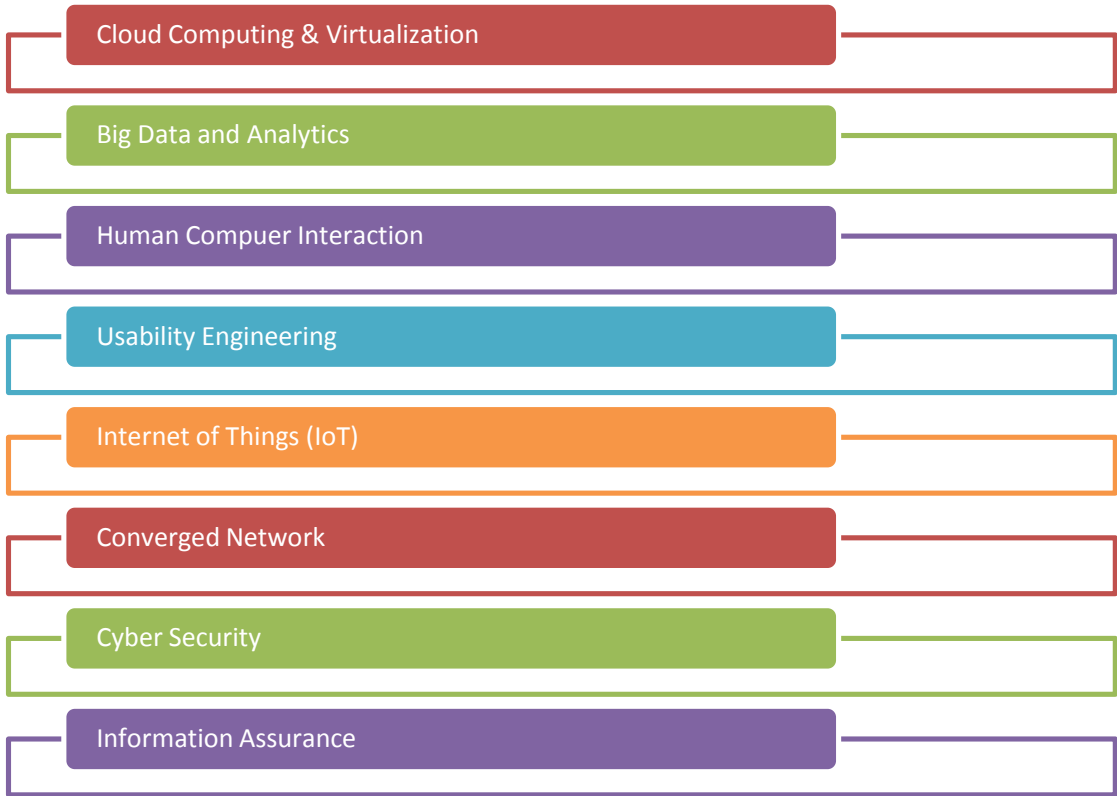 Cloud Computing & Virtualization
Big Data and Analytics
Human Compuer Interaction
Usability Engineering
Internet of Things (IoT)
Converged Network
Cyber Security
Information Assurance